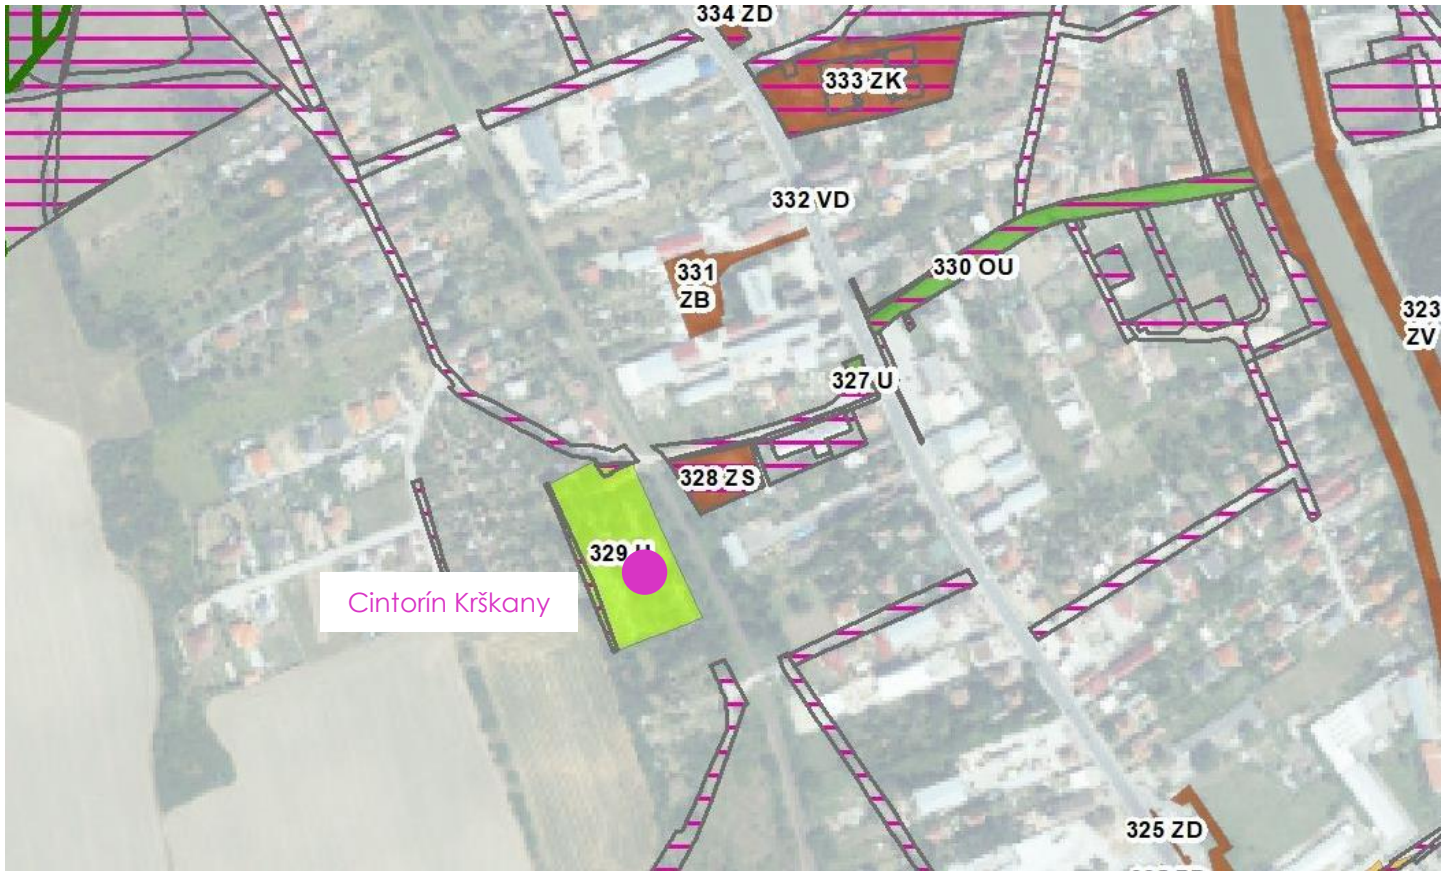 334 ZD
333 ZK
332 VD
331
ZB
330 OU
323
ZV
327 U
328 ZS
329
Cintorín Krškany
325 ZD